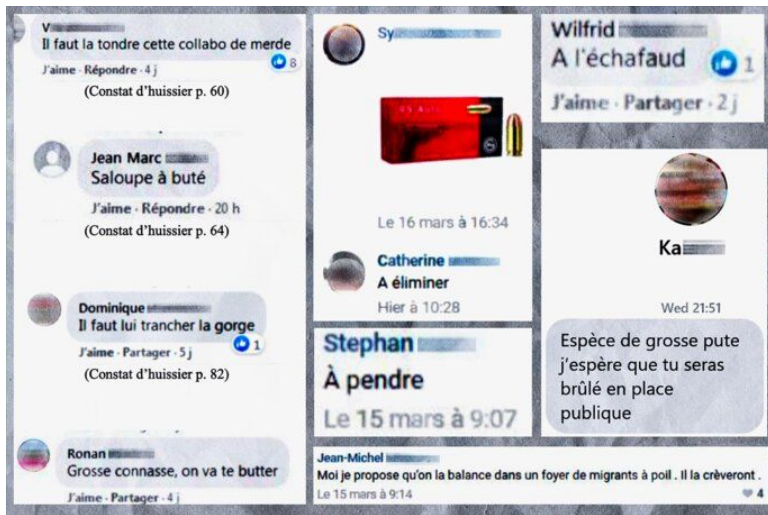 V
Il faut la tondre cette collabo de merde
J'aime · Répondre · 4 j
8
(Constat d'huissier p. 60)
Jean Marc
Saloupe à buté
J'aime · Répondre · 20 h
(Constat d'huissier p. 64)
Dominique
Il faut lui trancher la gorge
J'aime · Partager · 5 j
1
(Constat d'huissier p. 82)
Ronan
Grosse connasse, on va te butter
J'aime · Partager · 4 j
Sy
Le 16 mars à 16:34
Catherine
A éliminer
Hier à 10:28
Stephan
À pendre
Le 15 mars à 9:07
Wilfrid
A l'échafaud
1
J'aime · Partager · 2 j
Ka
Wed 21:51
Espèce de grosse pute
j'espère que tu seras
brûlé en place
publique
Jean-Michel
Moi je propose qu'on la balance dans un foyer de migrants à poil . Il la crèveront .
Le 15 mars à 9:14
4